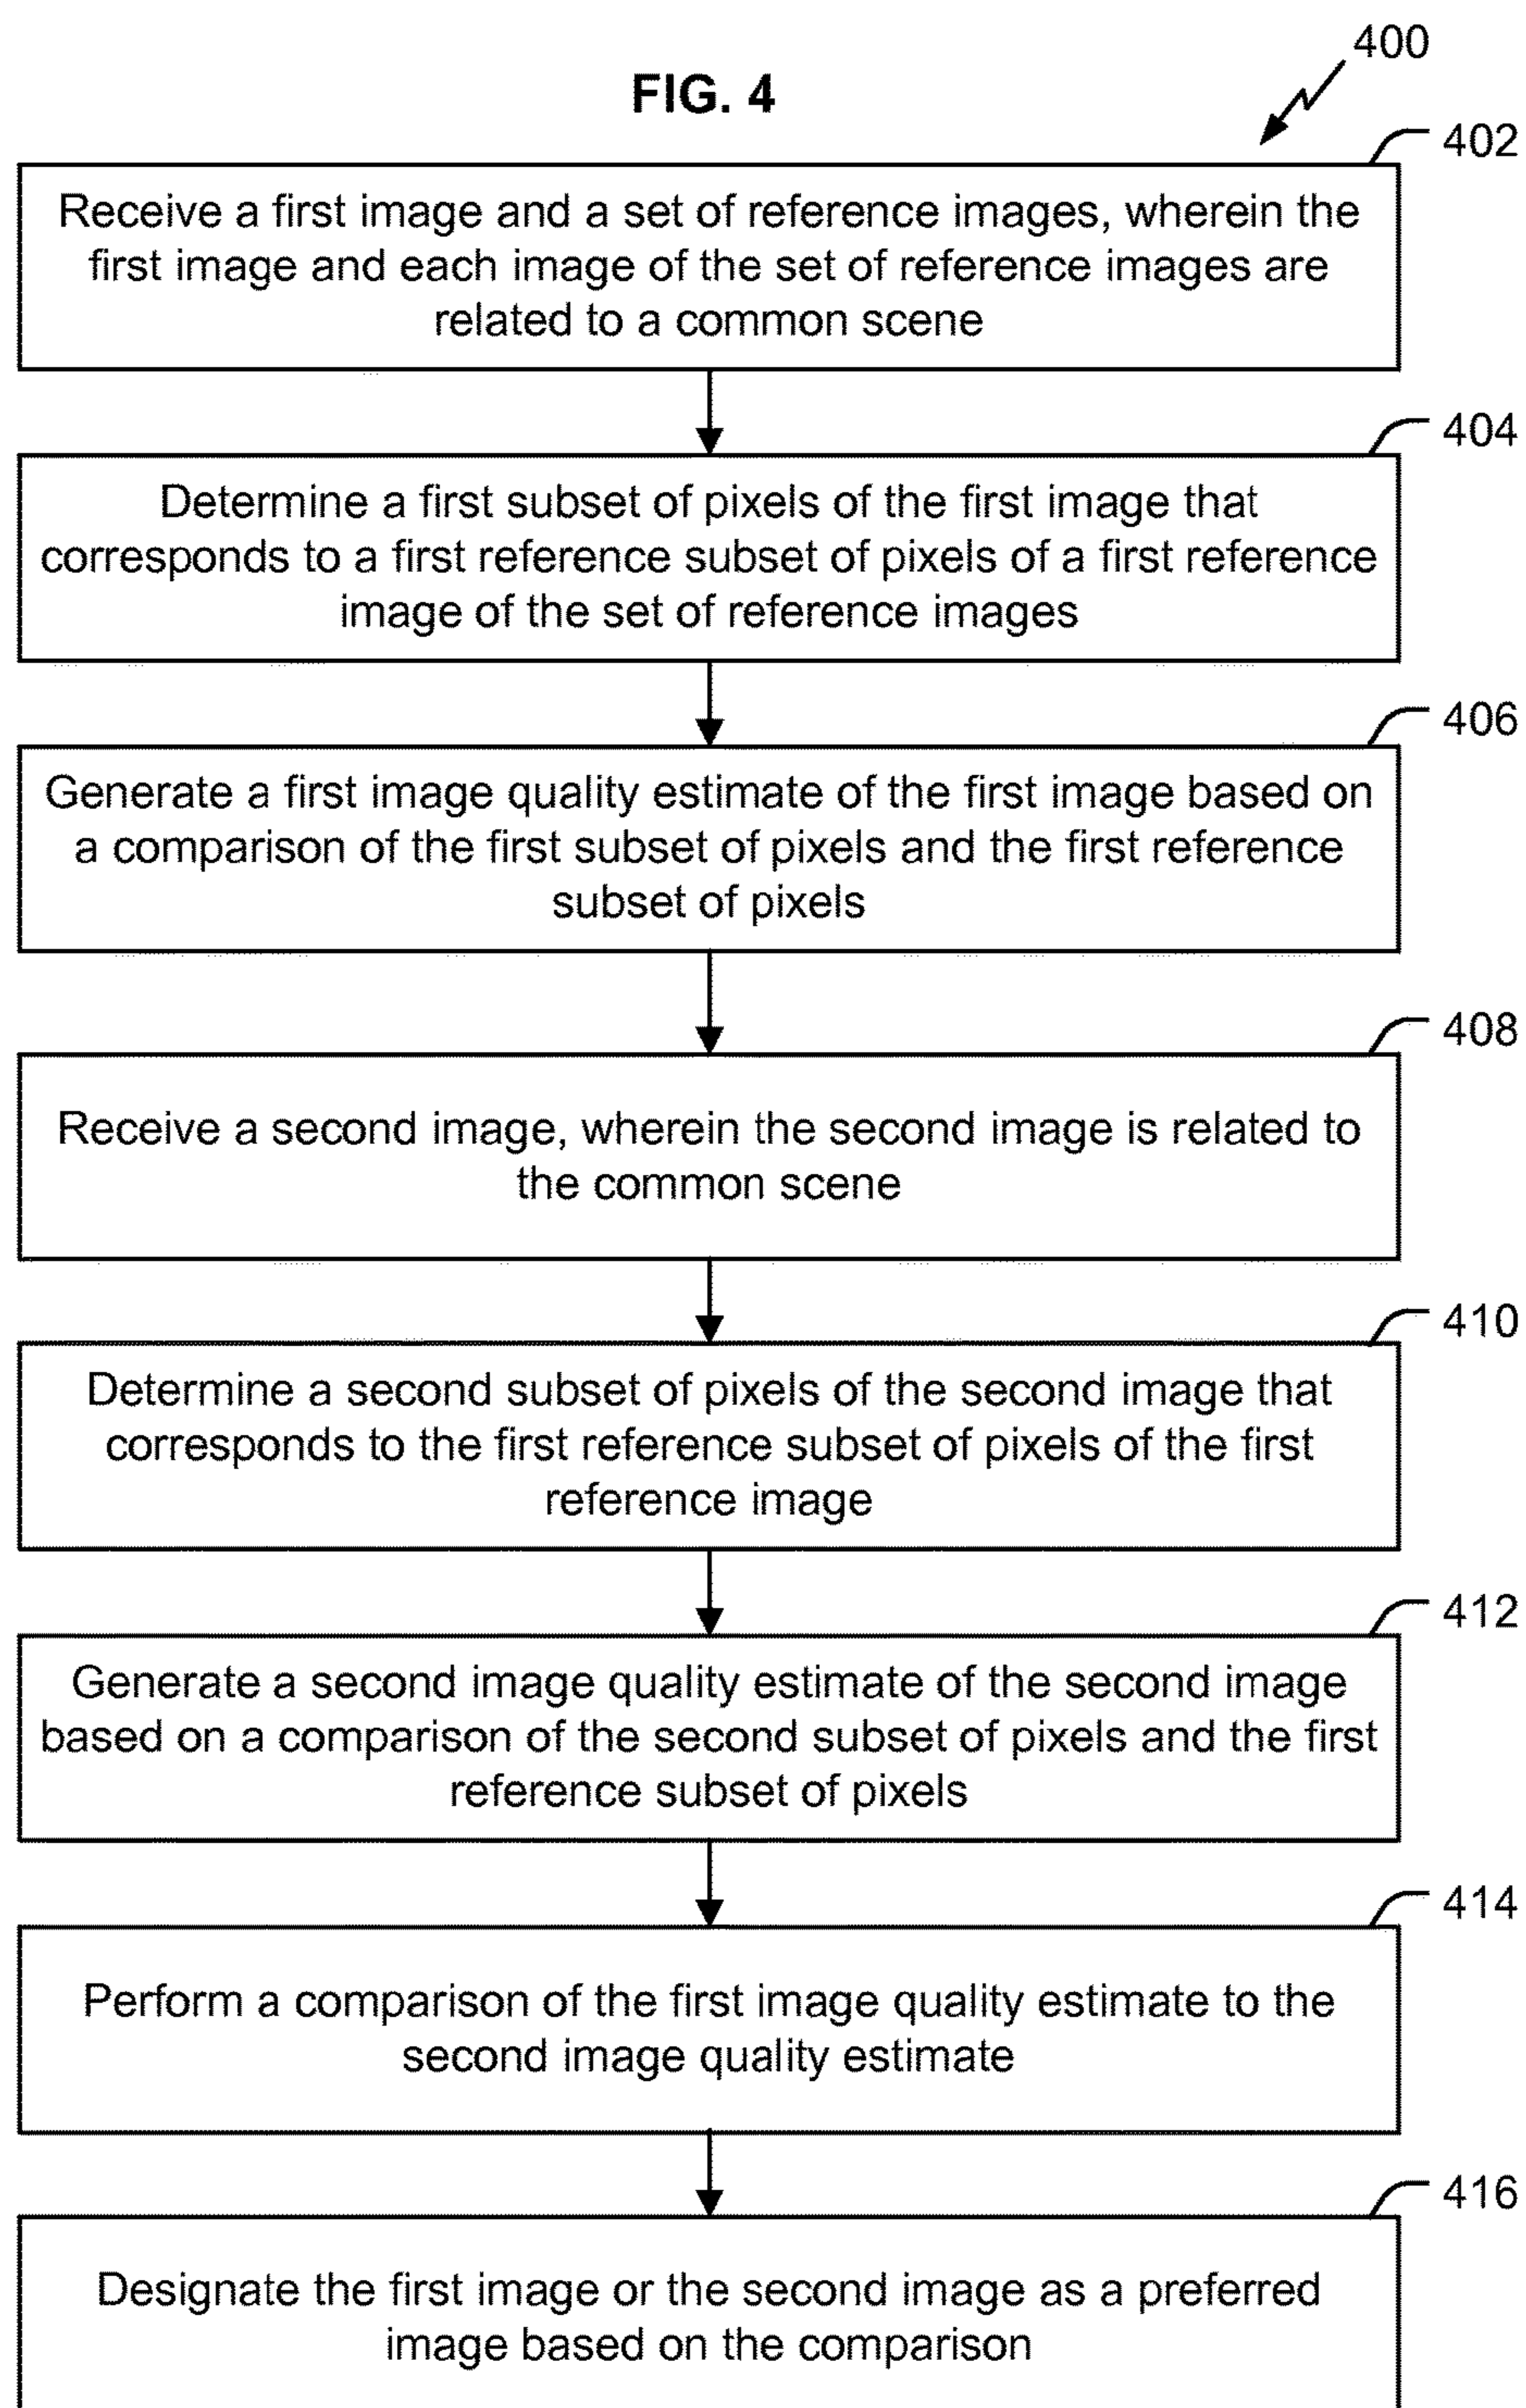 400
FIG. 4
402
Receive a first image and a set of reference images, wherein the
first image and each image of the set of reference images are
related to a common scene
404
Determine a first subset of pixels of the first image that
corresponds to a first reference subset of pixels of a first reference
image of the set of reference images
406
Generate a first image quality estimate of the first image based on
a comparison of the first subset of pixels and the first reference
subset of pixels
408
Receive a second image, wherein the second image is related to
the common scene
410
Determine a second subset of pixels of the second image that
corresponds to the first reference subset of pixels of the first
reference image
412
Generate a second image quality estimate of the second image
based on a comparison of the second subset of pixels and the first
reference subset of pixels
414
Perform a comparison of the first image quality estimate to the
second image quality estimate
416
Designate the first image or the second image as a preferred
image based on the comparison